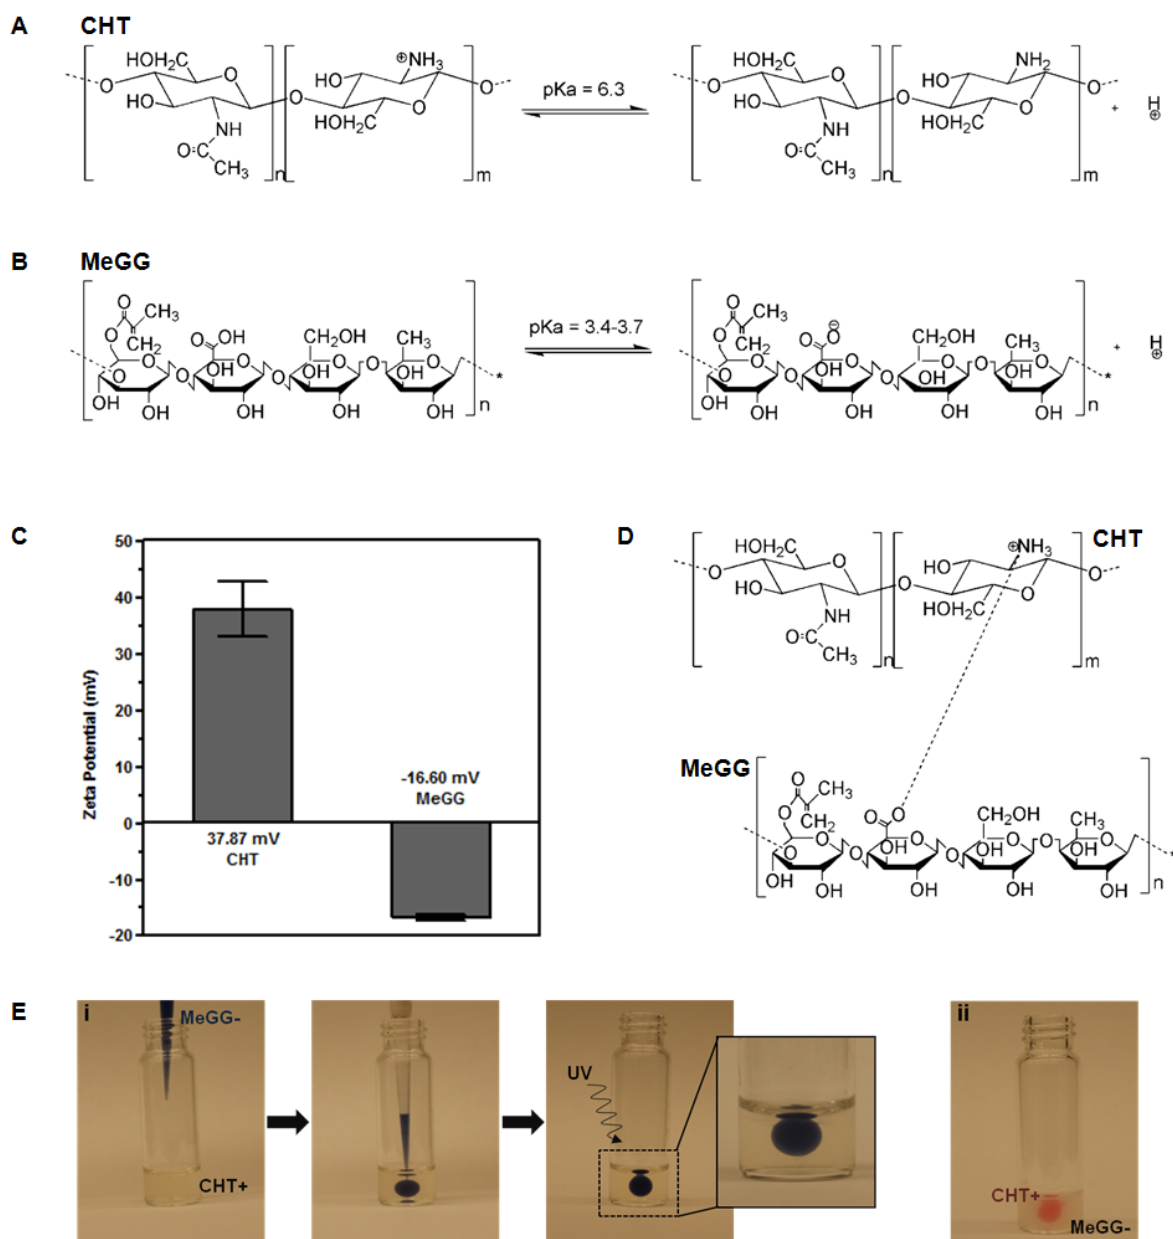 A CHT
HOH₂C
O
O
HO
NH
O
CH₃
n
HO
⊕NH₃
O
O
HOH₂C
O
m
pKa = 6.3
HOH₂C
O
O
HO
NH
O
CH₃
n
HO
NH₂
O
O
HOH₂C
O
m
+
H
⊕
B MeGG
O
CH₃
O
CH₂
O
O
OH
OH
O
OH
O
OH
O
O
OH
CH₂OH
O
OH
O
OH
O
CH₃
O
OH
OH
*
n
pKa = 3.4-3.7
O
CH₃
O
CH₂
O
O
OH
OH
O
O⊖
O
OH
O
O
OH
CH₂OH
O
OH
O
OH
O
CH₃
O
OH
OH
*
n
+
H
⊕
C
Zeta Potential (mV)
50
40
30
20
10
0
-10
-20
37.87 mV
CHT
-16.60 mV
MeGG
D
CHT
HOH₂C
O
O
HO
NH
O
CH₃
n
HO
⊕NH₃
O
O
HOH₂C
O
m
MeGG
O
CH₃
O
CH₂
O
O
OH
OH
O
O
O
OH
O
O
OH
CH₂OH
O
OH
O
OH
O
CH₃
O
OH
OH
*
n
E
i
MeGG-
CHT+
UV
ii
CHT+
MeGG-